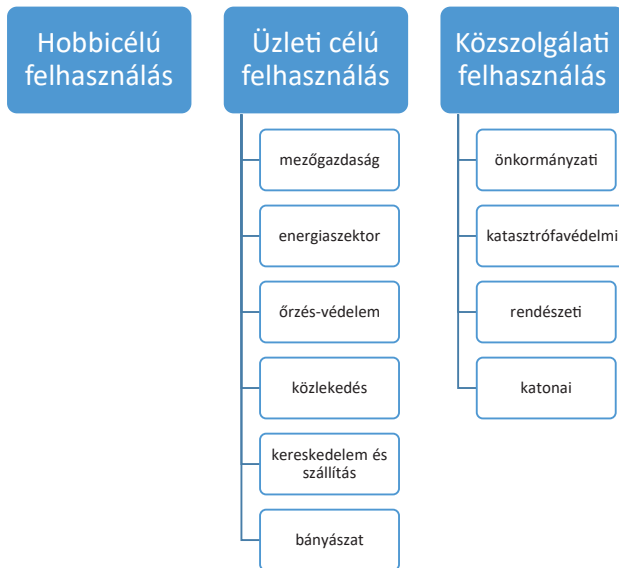 Hobbicélú
felhasználás
Üzleti célú
felhasználás
mezőgazdaság
energiaszektor
őrzés-védelem
közlekedés
kereskedelem és
szállítás
bányászat
Közszolgálati
felhasználás
önkormányzati
katasztrófavédelmi
rendészeti
katonai